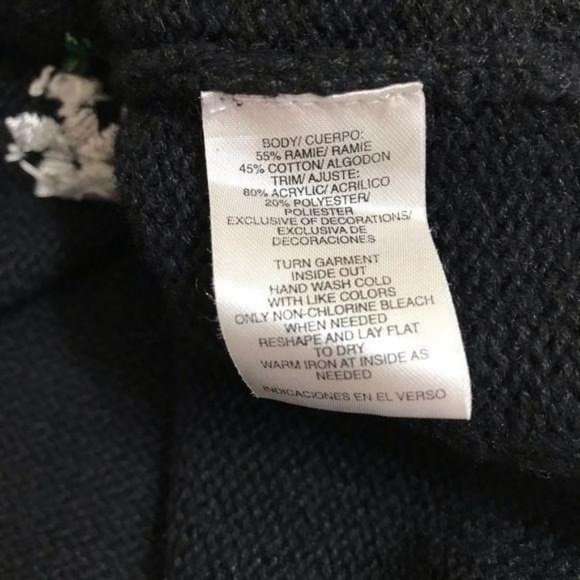 BODY/ CUERPO:
55% RAMIE/ RAMIE
45% COTTON/ ALGODON
TRIM/ AJUSTE:
80% ACRYLIC/ ACRILICO
20% POLYESTER/
POLIESTER
EXCLUSIVE OF DECORATIONS/
EXCLUSIVA DE
DECORACIONES
TURN GARMENT
INSIDE OUT
HAND WASH COLD
WITH LIKE COLORS
ONLY NON-CHLORINE BLEACH
WHEN NEEDED
RESHAPE AND LAY FLAT
TO DRY
WARM IRON AT INSIDE AS
NEEDED
INDICACIONES EN EL VERSO